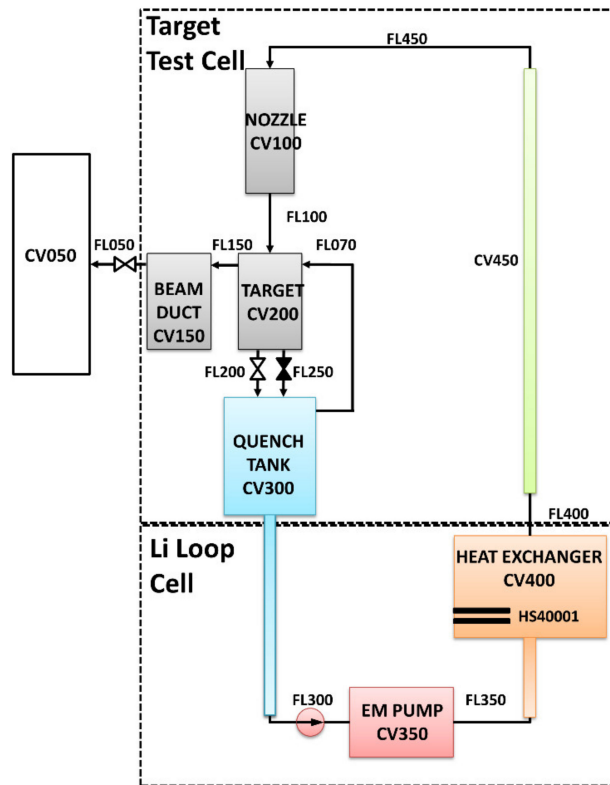 Target
Test Cell
FL450
NOZZLE
CV100
FL100
CV050
FL050
FL150
FL070
CV450
BEAM
DUCT
CV150
TARGET
CV200
FL200
FL250
QUENCH
TANK
CV300
FL400
Li Loop
Cell
HEAT EXCHANGER
CV400
HS40001
FL300
EM PUMP
CV350
FL350